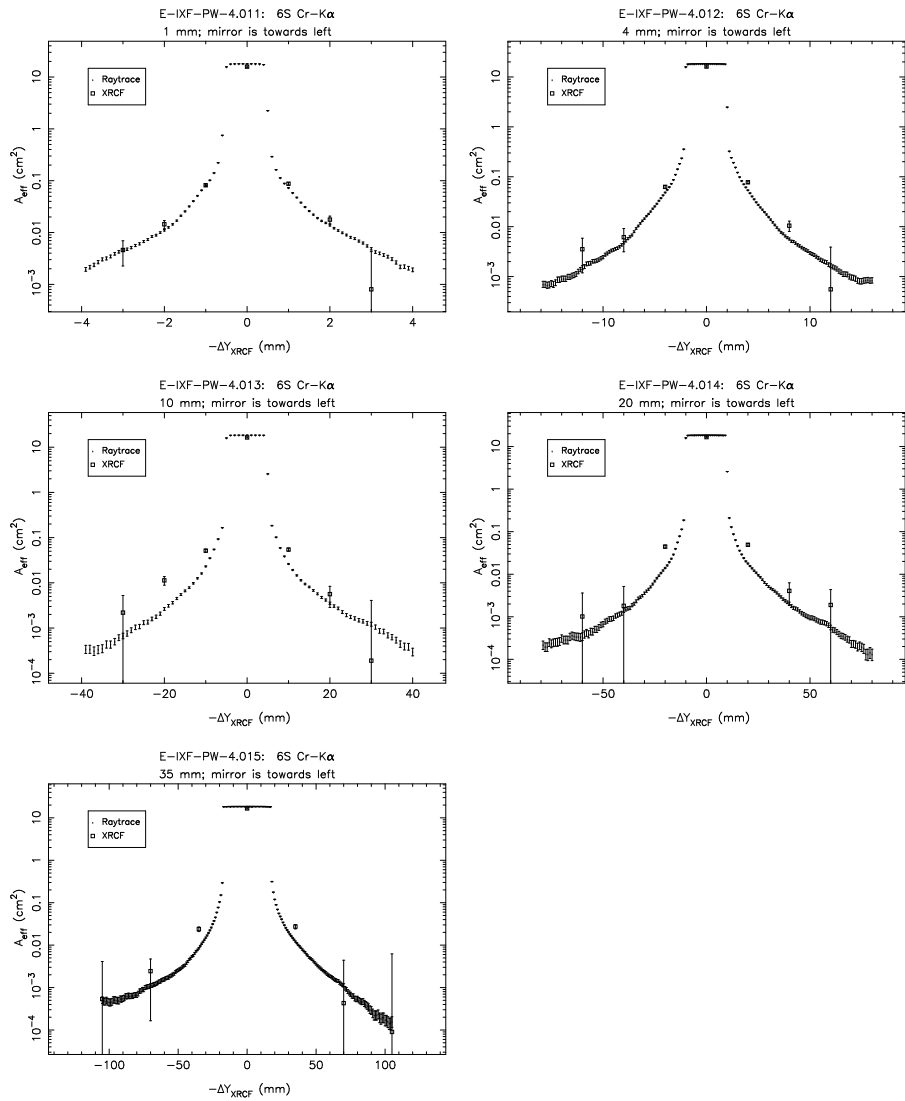 E-IXF-PW-4.011: 6S Cr-Kα
1 mm; mirror is towards left
Raytrace
XRCF
A_eff (cm²)
10
1
0.1
0.01
10⁻³
−4
−2
0
2
4
−ΔY_XRCF (mm)
E-IXF-PW-4.012: 6S Cr-Kα
4 mm; mirror is towards left
Raytrace
XRCF
A_eff (cm²)
10
1
0.1
0.01
10⁻³
−10
0
10
−ΔY_XRCF (mm)
E-IXF-PW-4.013: 6S Cr-Kα
10 mm; mirror is towards left
Raytrace
XRCF
A_eff (cm²)
10
1
0.1
0.01
10⁻³
10⁻⁴
−40
−20
0
20
40
−ΔY_XRCF (mm)
E-IXF-PW-4.014: 6S Cr-Kα
20 mm; mirror is towards left
Raytrace
XRCF
A_eff (cm²)
10
1
0.1
0.01
10⁻³
10⁻⁴
−50
0
50
−ΔY_XRCF (mm)
E-IXF-PW-4.015: 6S Cr-Kα
35 mm; mirror is towards left
Raytrace
XRCF
A_eff (cm²)
10
1
0.1
0.01
10⁻³
10⁻⁴
−100
−50
0
50
100
−ΔY_XRCF (mm)